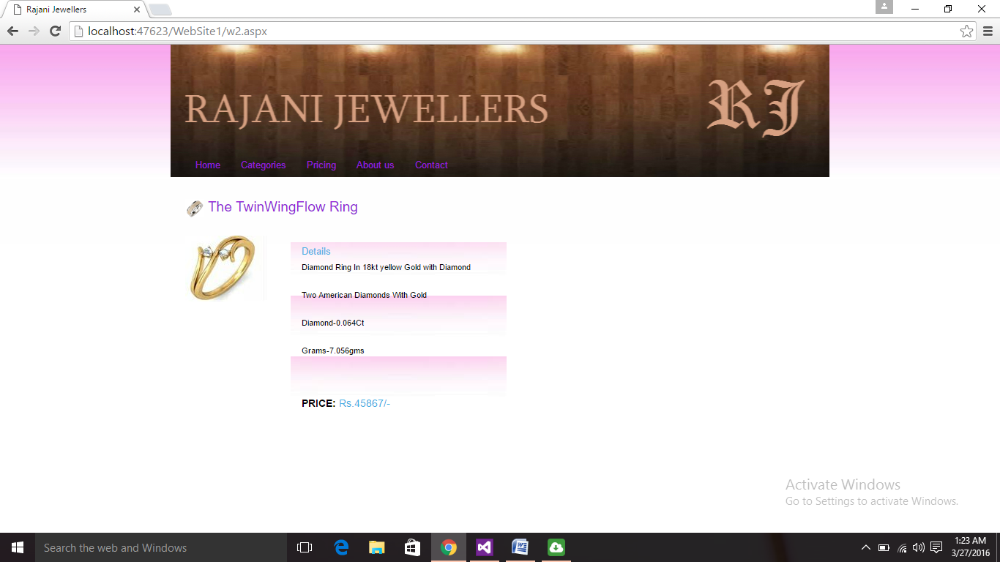 Rajani Jewellers
localhost:47623/WebSite1/w2.aspx
RAJANI JEWELLERS
RJ
Home Categories Pricing About us Contact
The TwinWingFlow Ring
Details
Diamond Ring In 18kt yellow Gold with Diamond
Two American Diamonds With Gold
Diamond-0.064Ct
Grams-7.056gms
PRICE: Rs.45867/-
Activate Windows
Go to Settings to activate Windows.
Search the web and Windows
1:23 AM
3/27/2016